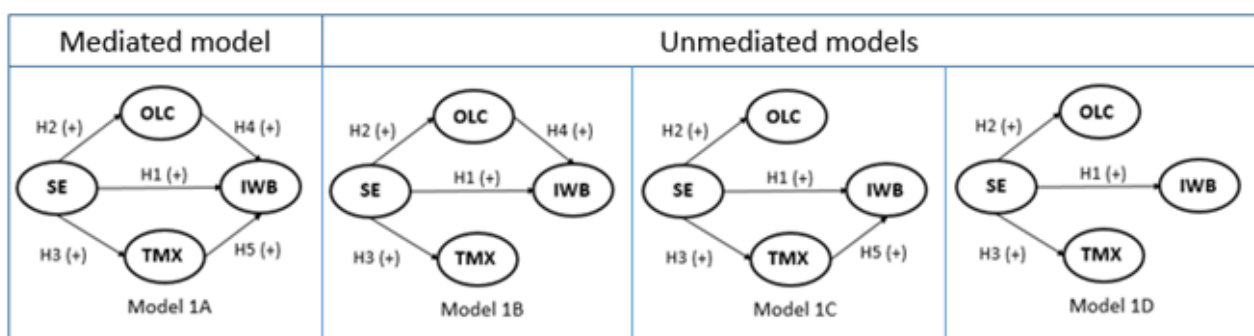 Mediated model
Unmediated models
OLC
H2 (+)
H4 (+)
SE
H1 (+)
IWB
H3 (+)
H5 (+)
TMX
Model 1A
OLC
H2 (+)
H4 (+)
SE
H1 (+)
IWB
H3 (+)
TMX
Model 1B
OLC
H2 (+)
SE
H1 (+)
IWB
H3 (+)
H5 (+)
TMX
Model 1C
OLC
H2 (+)
SE
H1 (+)
IWB
H3 (+)
TMX
Model 1D